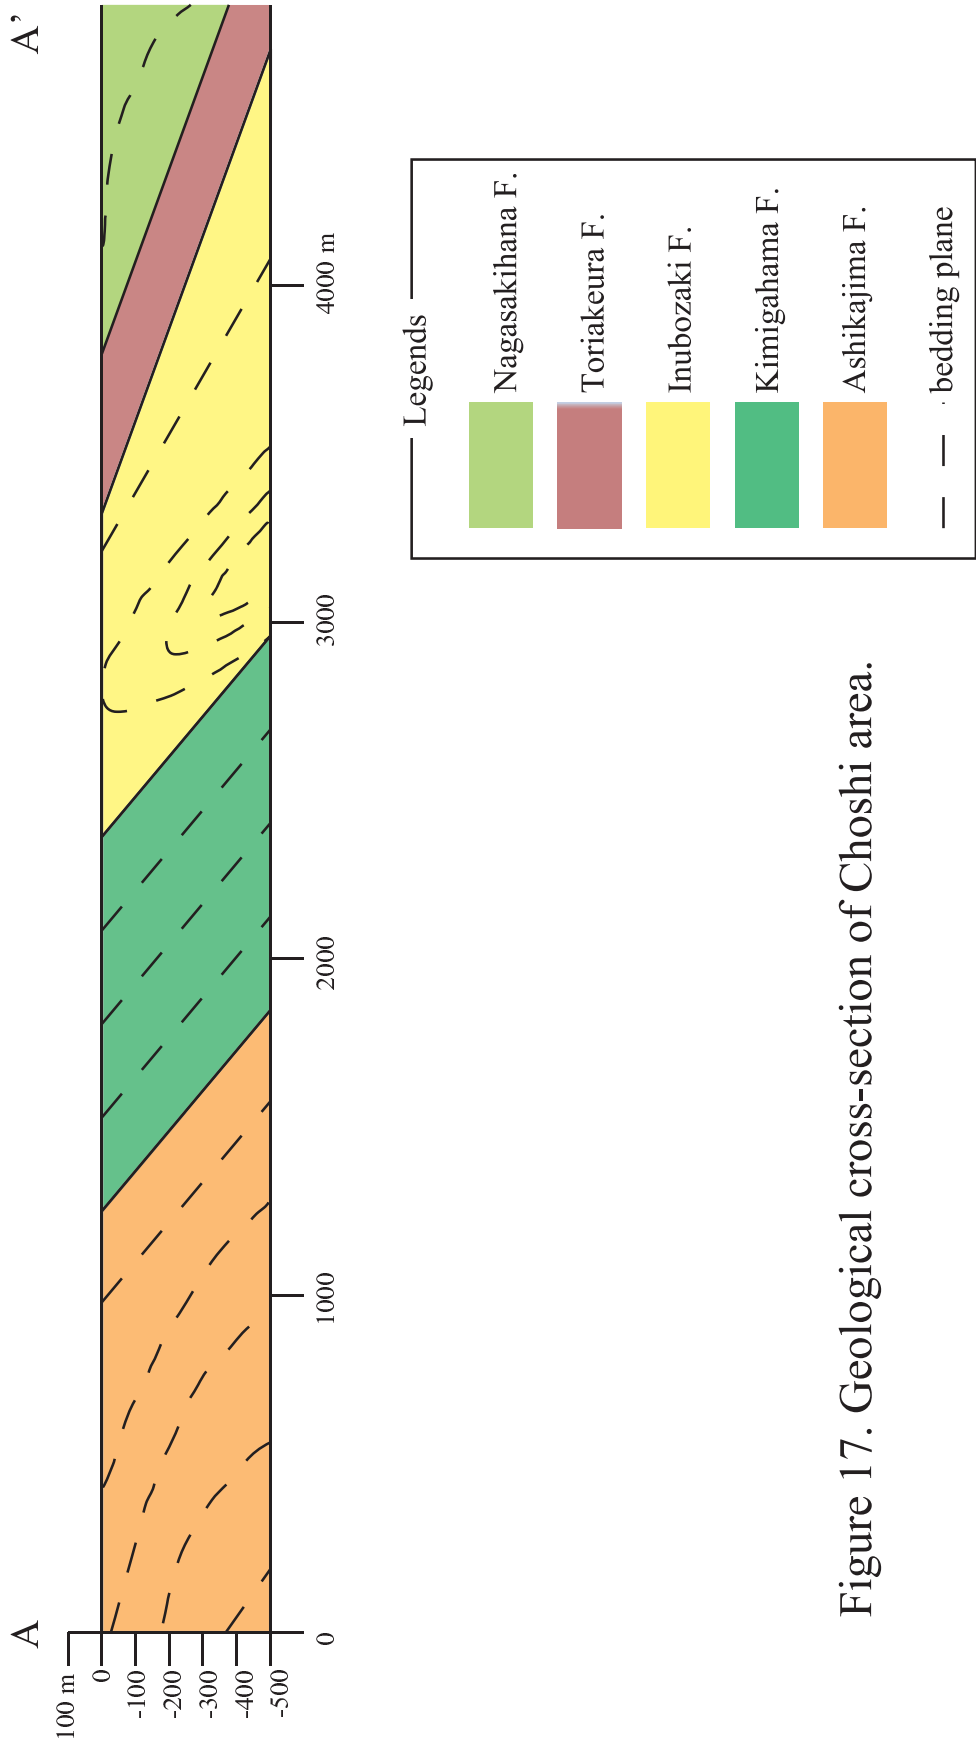 A
A’
100 m
0
-100
-200
-300
-400
-500
0
1000
2000
3000
4000 m
Legends
Nagasakihana F.
Toriakeura F.
Inubozaki F.
Kimigahama F.
Ashikajima F.
bedding plane
Figure 17. Geological cross-section of Choshi area.